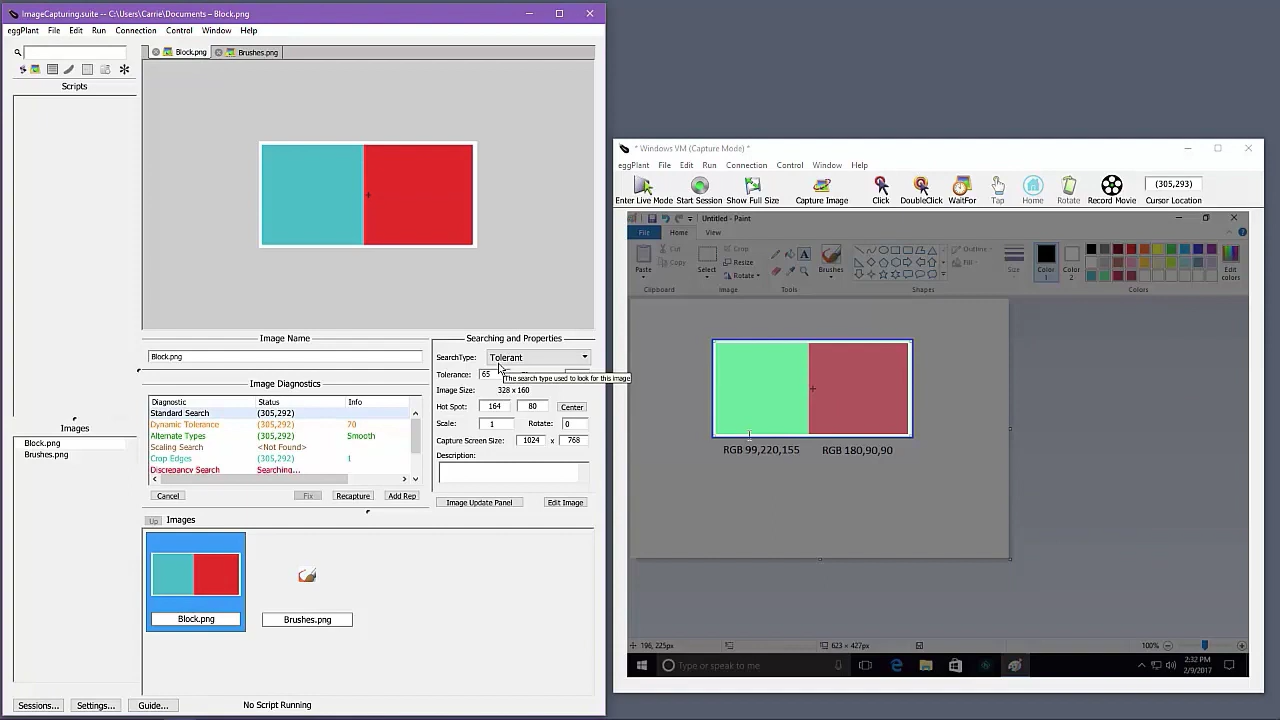 ImageCapturing.suite -- C:\Users\Carrie\Documents – Block.png
eggPlant File Edit Run Connection Control Window Help
Block.png Brushes.png
Scripts
Image Name
Block.png
Image Diagnostics
Diagnostic Status Info
Standard Search (305,292)
Dynamic Tolerance (305,292) 70
Alternate Types (305,292) Smooth
Scaling Search <Not Found>
Crop Edges (305,292) 1
Discrepancy Search Searching...
Cancel Fix Recapture Add Rep
Searching and Properties
SearchType: Tolerant
Tolerance: 65
The search type used to look for this image
Image Size: 328 x 160
Hot Spot: 164 80 Center
Scale: 1 Rotate: 0
Capture Screen Size: 1024 x 768
Description:
Image Update Panel Edit Image
Images
Block.png
Brushes.png
Up Images
Block.png
Brushes.png
Sessions... Settings... Guide... No Script Running
* Windows VM (Capture Mode) *
eggPlant File Edit Run Connection Control Window Help
(305,293)
Enter Live Mode Start Session Show Full Size Capture Image Click DoubleClick WaitFor Tap Home Rotate Record Movie Cursor Location
Untitled - Paint
File Home View
Paste Cut Copy
Select Crop Resize Rotate
A
Brushes
Outline Fill
Size
Color 1
Color 2
Edit colors
Clipboard Image Tools Shapes Colors
RGB 99,220,155 RGB 180,90,90
196, 225px 623 × 427px 100%
Type or speak to me
2:32 PM
2/9/2017